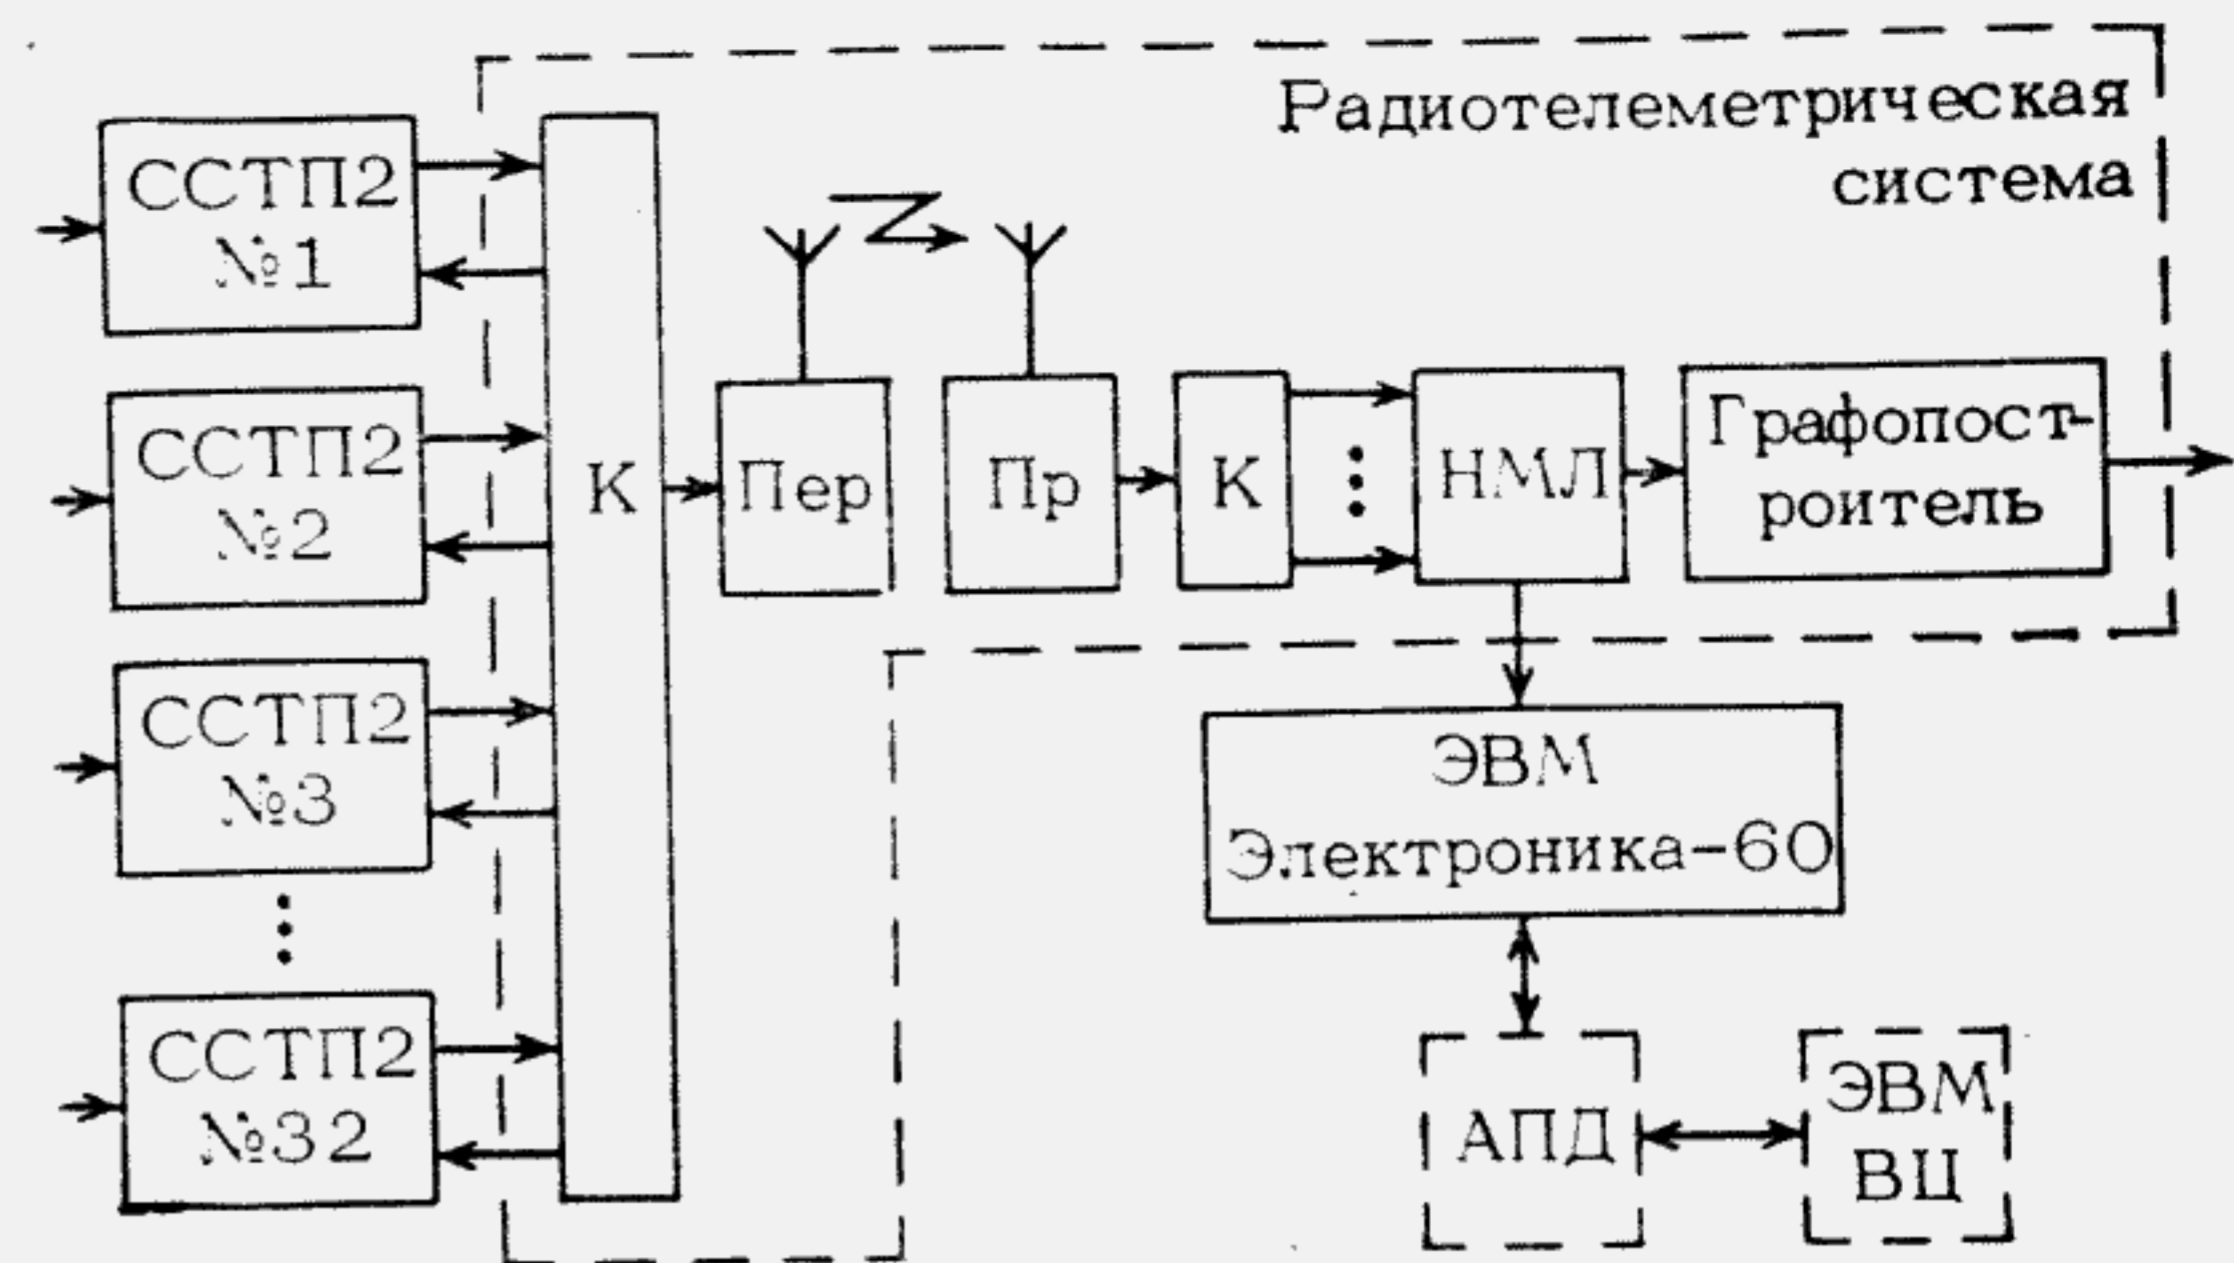 Радиотелеметрическая
система
ССТП2
№1
ССТП2
№2
ССТП2
№3
ССТП2
№32
К
Пер
Пр
К
НМЛ
Графопост-
роитель
ЭВМ
Электроника-60
АПД
ЭВМ
ВЦ